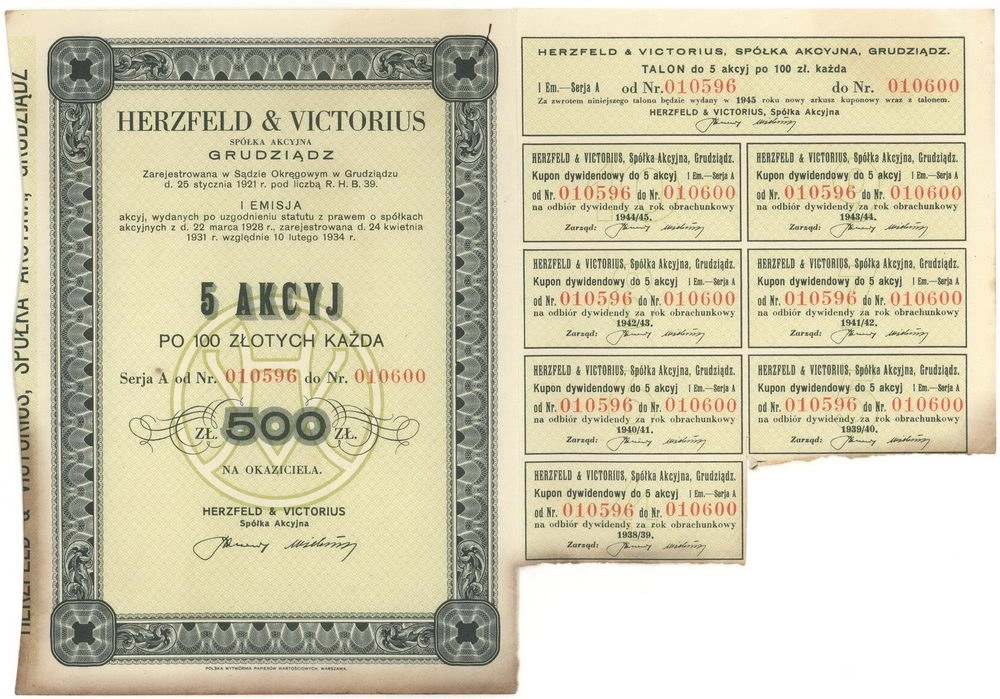 HERZFELD & VICTORIUS, SPÓŁKA AKCYJNA, GRUDZIĄDZ
HERZFELD & VICTORIUS
SPÓŁKA AKCYJNA
GRUDZIĄDZ
Zarejestrowana w Sądzie Okręgowym w Grudziądzu
d. 25 stycznia 1921 r. pod liczbą R. H. B. 39.
I EMISJA
akcyj, wydanych po uzgodnieniu statutu z prawem o spółkach
akcyjnych z d. 22 marca 1928 r., zarejestrowana d. 24 kwietnia
1931 r. względnie 10 lutego 1934 r.
5 AKCYJ
PO 100 ZŁOTYCH KAŻDA
Serja A od Nr. 010596 do Nr. 010600
ZŁ. 500 ZŁ.
NA OKAZICIELA.
HERZFELD & VICTORIUS
Spółka Akcyjna
POLSKA WYTWÓRNIA PAPIERÓW WARTOŚCIOWYCH, WARSZAWA.
HERZFELD & VICTORIUS, SPÓŁKA AKCYJNA, GRUDZIĄDZ.
TALON do 5 akcyj po 100 zł. każda
I Em.—Serja A od Nr. 010596 do Nr. 010600
Za zwrotem niniejszego talonu będzie wydany w 1945 roku nowy arkusz kuponowy wraz z talonem.
HERZFELD & VICTORIUS, Spółka Akcyjna
HERZFELD & VICTORIUS, Spółka Akcyjna, Grudziądz.
Kupon dywidendowy do 5 akcyj I Em.—Serja A
od Nr. 010596 do Nr. 010600
na odbiór dywidendy za rok obrachunkowy
1944/45.
Zarząd:
HERZFELD & VICTORIUS, Spółka Akcyjna, Grudziądz.
Kupon dywidendowy do 5 akcyj I Em.—Serja A
od Nr. 010596 do Nr. 010600
na odbiór dywidendy za rok obrachunkowy
1943/44.
Zarząd:
HERZFELD & VICTORIUS, Spółka Akcyjna, Grudziądz.
Kupon dywidendowy do 5 akcyj I Em.—Serja A
od Nr. 010596 do Nr. 010600
na odbiór dywidendy za rok obrachunkowy
1942/43.
Zarząd:
HERZFELD & VICTORIUS, Spółka Akcyjna, Grudziądz.
Kupon dywidendowy do 5 akcyj I Em.—Serja A
od Nr. 010596 do Nr. 010600
na odbiór dywidendy za rok obrachunkowy
1941/42.
Zarząd:
HERZFELD & VICTORIUS, Spółka Akcyjna, Grudziądz.
Kupon dywidendowy do 5 akcyj I Em.—Serja A
od Nr. 010596 do Nr. 010600
na odbiór dywidendy za rok obrachunkowy
1940/41.
Zarząd:
HERZFELD & VICTORIUS, Spółka Akcyjna, Grudziądz.
Kupon dywidendowy do 5 akcyj I Em.—Serja A
od Nr. 010596 do Nr. 010600
na odbiór dywidendy za rok obrachunkowy
1939/40.
Zarząd:
HERZFELD & VICTORIUS, Spółka Akcyjna, Grudziądz.
Kupon dywidendowy do 5 akcyj I Em.—Serja A
od Nr. 010596 do Nr. 010600
na odbiór dywidendy za rok obrachunkowy
1938/39.
Zarząd: